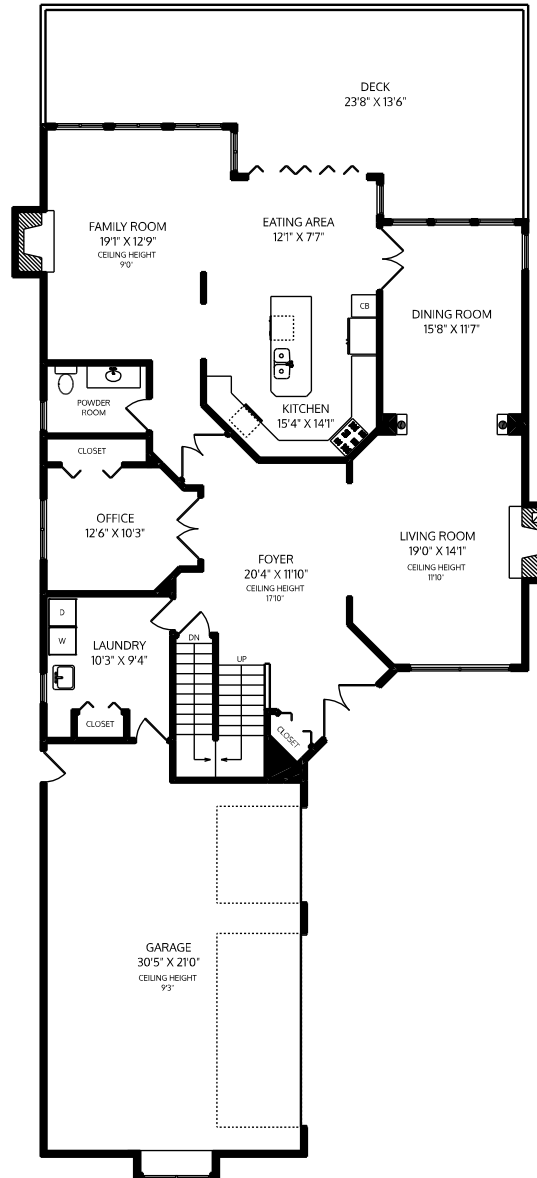 DECK
23'8" X 13'6"
FAMILY ROOM
19'1" X 12'9"
CEILING HEIGHT
9'0"
EATING AREA
12'1" X 7'7"
CB
DINING ROOM
15'8" X 11'7"
POWDER
ROOM
KITCHEN
15'4" X 14'1"
CLOSET
OFFICE
12'6" X 10'3"
FOYER
20'4" X 11'10"
CEILING HEIGHT
17'10"
LIVING ROOM
19'0" X 14'1"
CEILING HEIGHT
11'10"
D
W
LAUNDRY
10'3" X 9'4"
DN
UP
CLOSET
CLOSET
GARAGE
30'5" X 21'0"
CEILING HEIGHT
9'3"